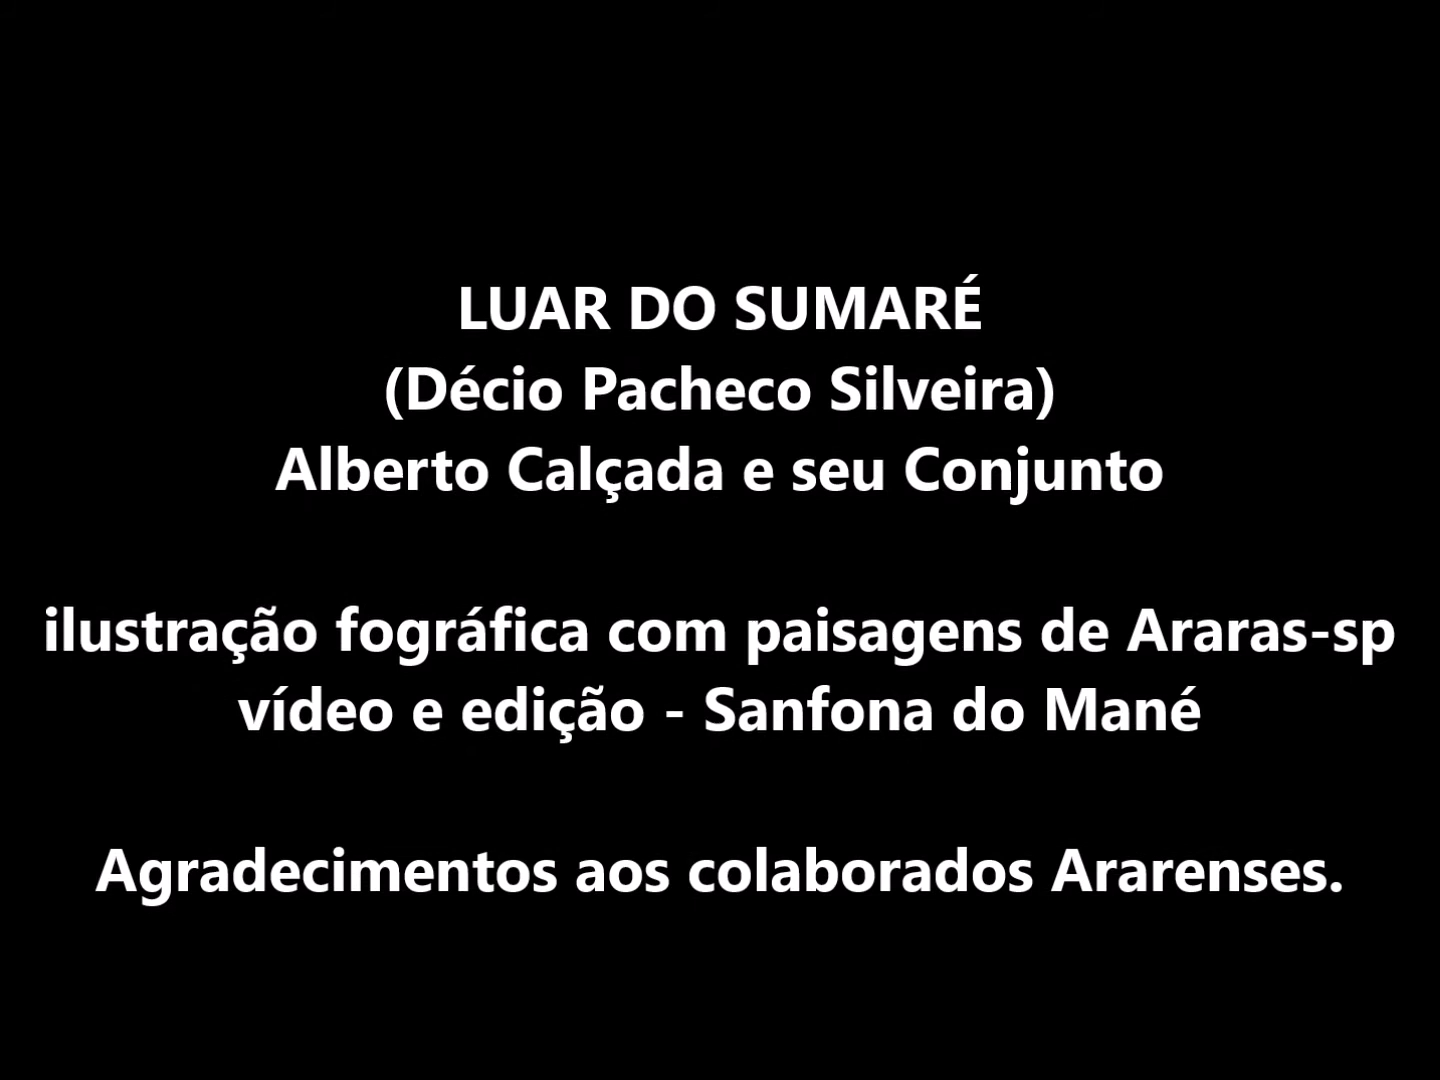 LUAR DO SUMARÉ
(Décio Pacheco Silveira)
Alberto Calçada e seu Conjunto
ilustração fográfica com paisagens de Araras-sp
vídeo e edição - Sanfona do Mané
Agradecimentos aos colaborados Ararenses.